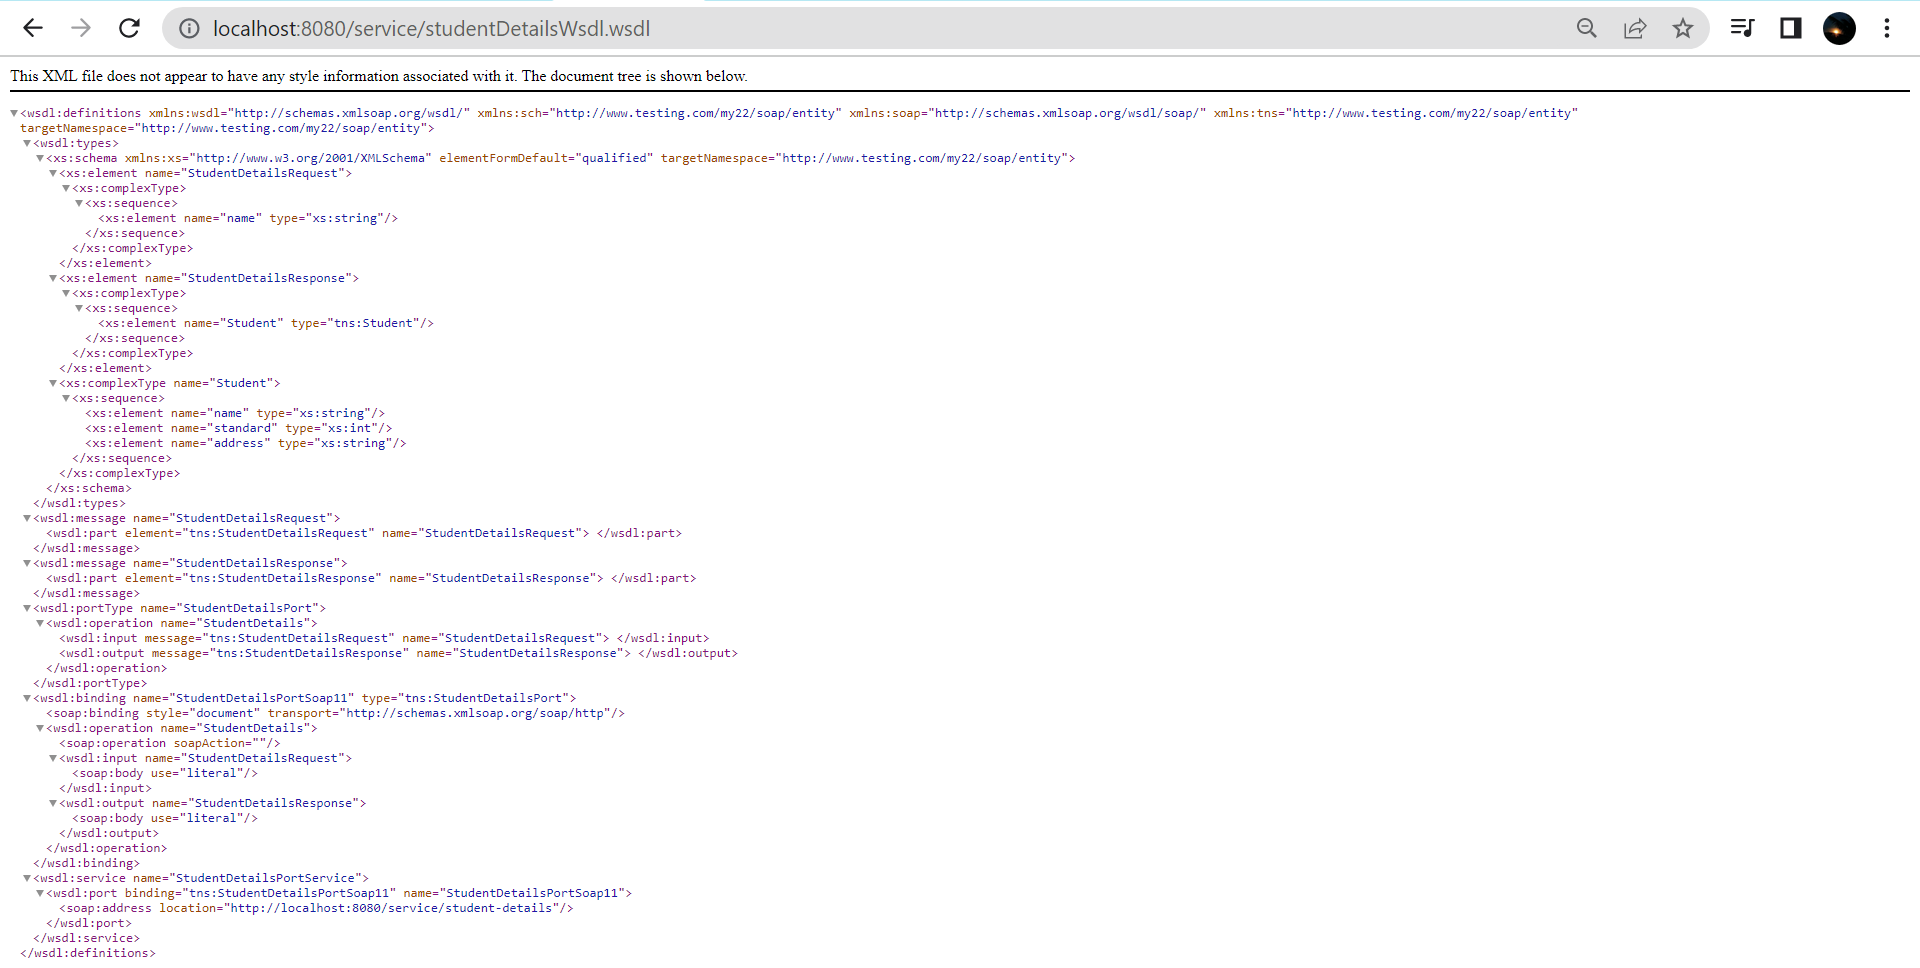 localhost:8080/service/studentDetailsWsdl.wsdl
This XML file does not appear to have any style information associated with it. The document tree is shown below.
<wsdl:definitions xmlns:wsdl="http://schemas.xmlsoap.org/wsdl/" xmlns:sch="http://www.testing.com/my22/soap/entity" xmlns:soap="http://schemas.xmlsoap.org/wsdl/soap/" xmlns:tns="http://www.testing.com/my22/soap/entity"
targetNamespace="http://www.testing.com/my22/soap/entity">
<wsdl:types>
<xs:schema xmlns:xs="http://www.w3.org/2001/XMLSchema" elementFormDefault="qualified" targetNamespace="http://www.testing.com/my22/soap/entity">
<xs:element name="StudentDetailsRequest">
<xs:complexType>
<xs:sequence>
<xs:element name="name" type="xs:string"/>
</xs:sequence>
</xs:complexType>
</xs:element>
<xs:element name="StudentDetailsResponse">
<xs:complexType>
<xs:sequence>
<xs:element name="Student" type="tns:Student"/>
</xs:sequence>
</xs:complexType>
</xs:element>
<xs:complexType name="Student">
<xs:sequence>
<xs:element name="name" type="xs:string"/>
<xs:element name="standard" type="xs:int"/>
<xs:element name="address" type="xs:string"/>
</xs:sequence>
</xs:complexType>
</xs:schema>
</wsdl:types>
<wsdl:message name="StudentDetailsRequest">
<wsdl:part element="tns:StudentDetailsRequest" name="StudentDetailsRequest"> </wsdl:part>
</wsdl:message>
<wsdl:message name="StudentDetailsResponse">
<wsdl:part element="tns:StudentDetailsResponse" name="StudentDetailsResponse"> </wsdl:part>
</wsdl:message>
<wsdl:portType name="StudentDetailsPort">
<wsdl:operation name="StudentDetails">
<wsdl:input message="tns:StudentDetailsRequest" name="StudentDetailsRequest"> </wsdl:input>
<wsdl:output message="tns:StudentDetailsResponse" name="StudentDetailsResponse"> </wsdl:output>
</wsdl:operation>
</wsdl:portType>
<wsdl:binding name="StudentDetailsPortSoap11" type="tns:StudentDetailsPort">
<soap:binding style="document" transport="http://schemas.xmlsoap.org/soap/http"/>
<wsdl:operation name="StudentDetails">
<soap:operation soapAction=""/>
<wsdl:input name="StudentDetailsRequest">
<soap:body use="literal"/>
</wsdl:input>
<wsdl:output name="StudentDetailsResponse">
<soap:body use="literal"/>
</wsdl:output>
</wsdl:operation>
</wsdl:binding>
<wsdl:service name="StudentDetailsPortService">
<wsdl:port binding="tns:StudentDetailsPortSoap11" name="StudentDetailsPortSoap11">
<soap:address location="http://localhost:8080/service/student-details"/>
</wsdl:port>
</wsdl:service>
</wsdl:definitions>